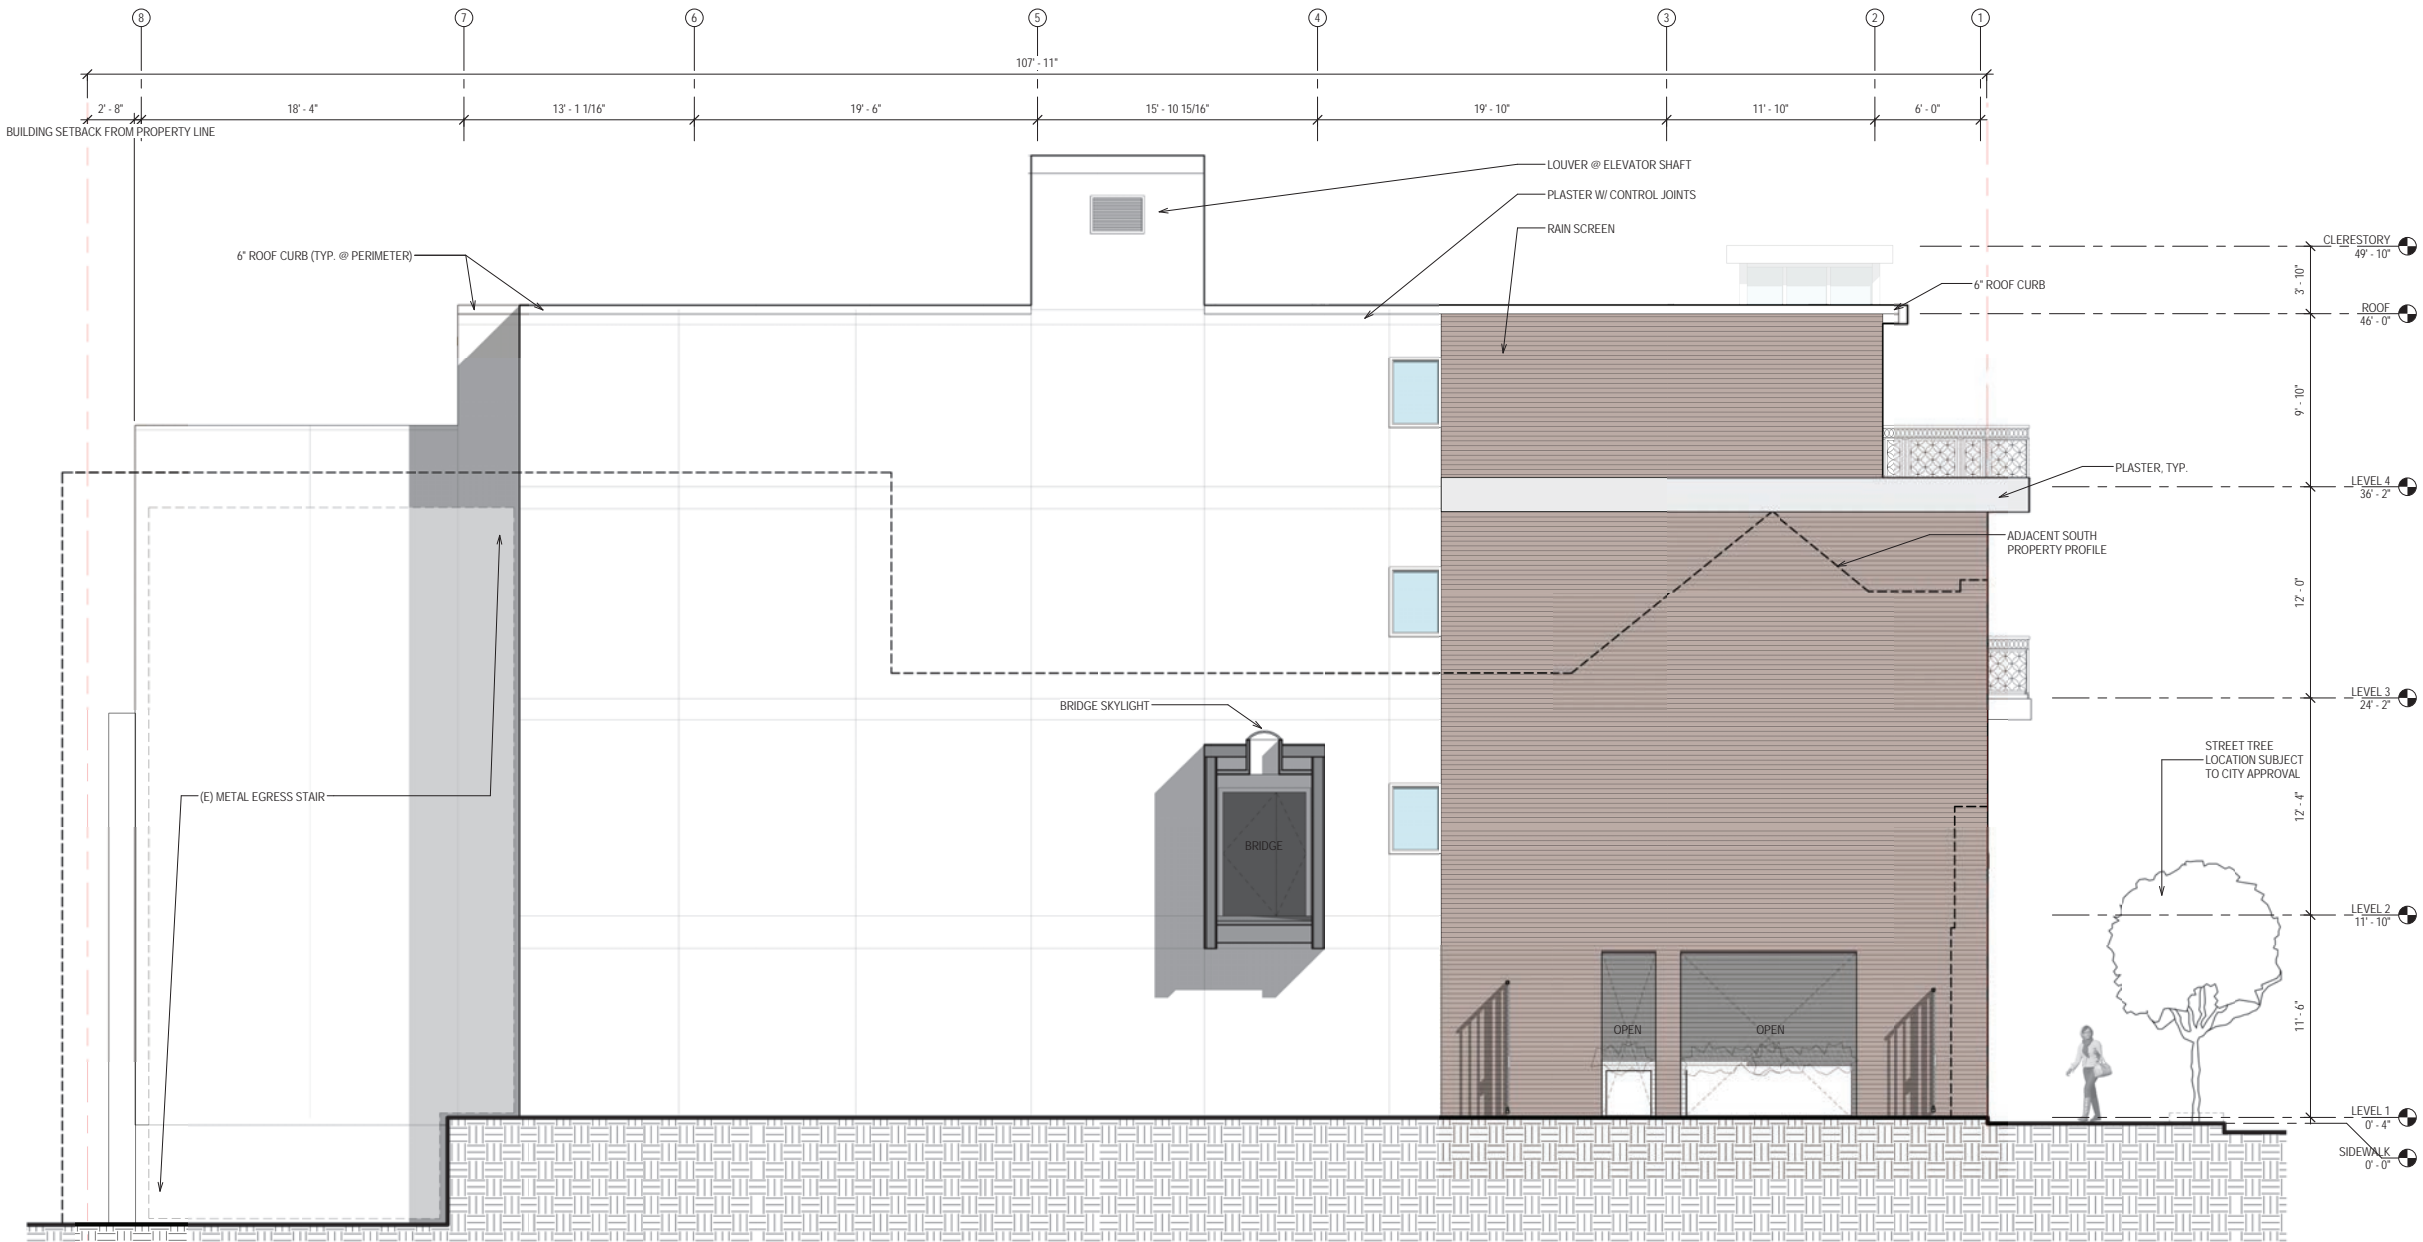 8 7 6 5 4 3 2 1
107' - 11"
2' - 8" 18' - 4" 13' - 1 1/16" 19' - 6" 15' - 10 15/16" 19' - 10" 11' - 10" 6' - 0"
BUILDING SETBACK FROM PROPERTY LINE
LOUVER @ ELEVATOR SHAFT
PLASTER W/ CONTROL JOINTS
RAIN SCREEN
6" ROOF CURB (TYP. @ PERIMETER)
CLERESTORY
49' - 10"
3' - 10"
6" ROOF CURB
ROOF
46' - 0"
9' - 10"
PLASTER, TYP.
LEVEL 4
36' - 2"
ADJACENT SOUTH
PROPERTY PROFILE
12' - 0"
LEVEL 3
24' - 2"
BRIDGE SKYLIGHT
STREET TREE
LOCATION SUBJECT
TO CITY APPROVAL
(E) METAL EGRESS STAIR
12' - 4"
BRIDGE
LEVEL 2
11' - 10"
11' - 6"
OPEN OPEN
LEVEL 1
0' - 4"
SIDEWALK
0' - 0"